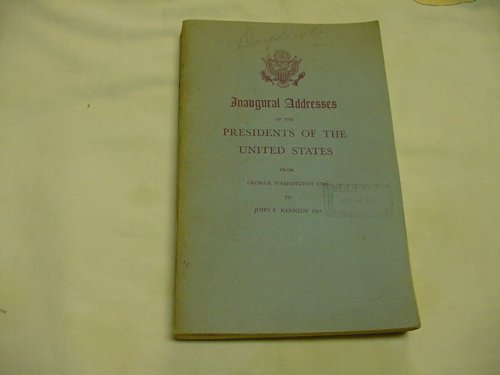 Inaugural Addresses
OF THE
PRESIDENTS OF THE
UNITED STATES
FROM
GEORGE WASHINGTON 1789
TO
JOHN F. KENNEDY 1961